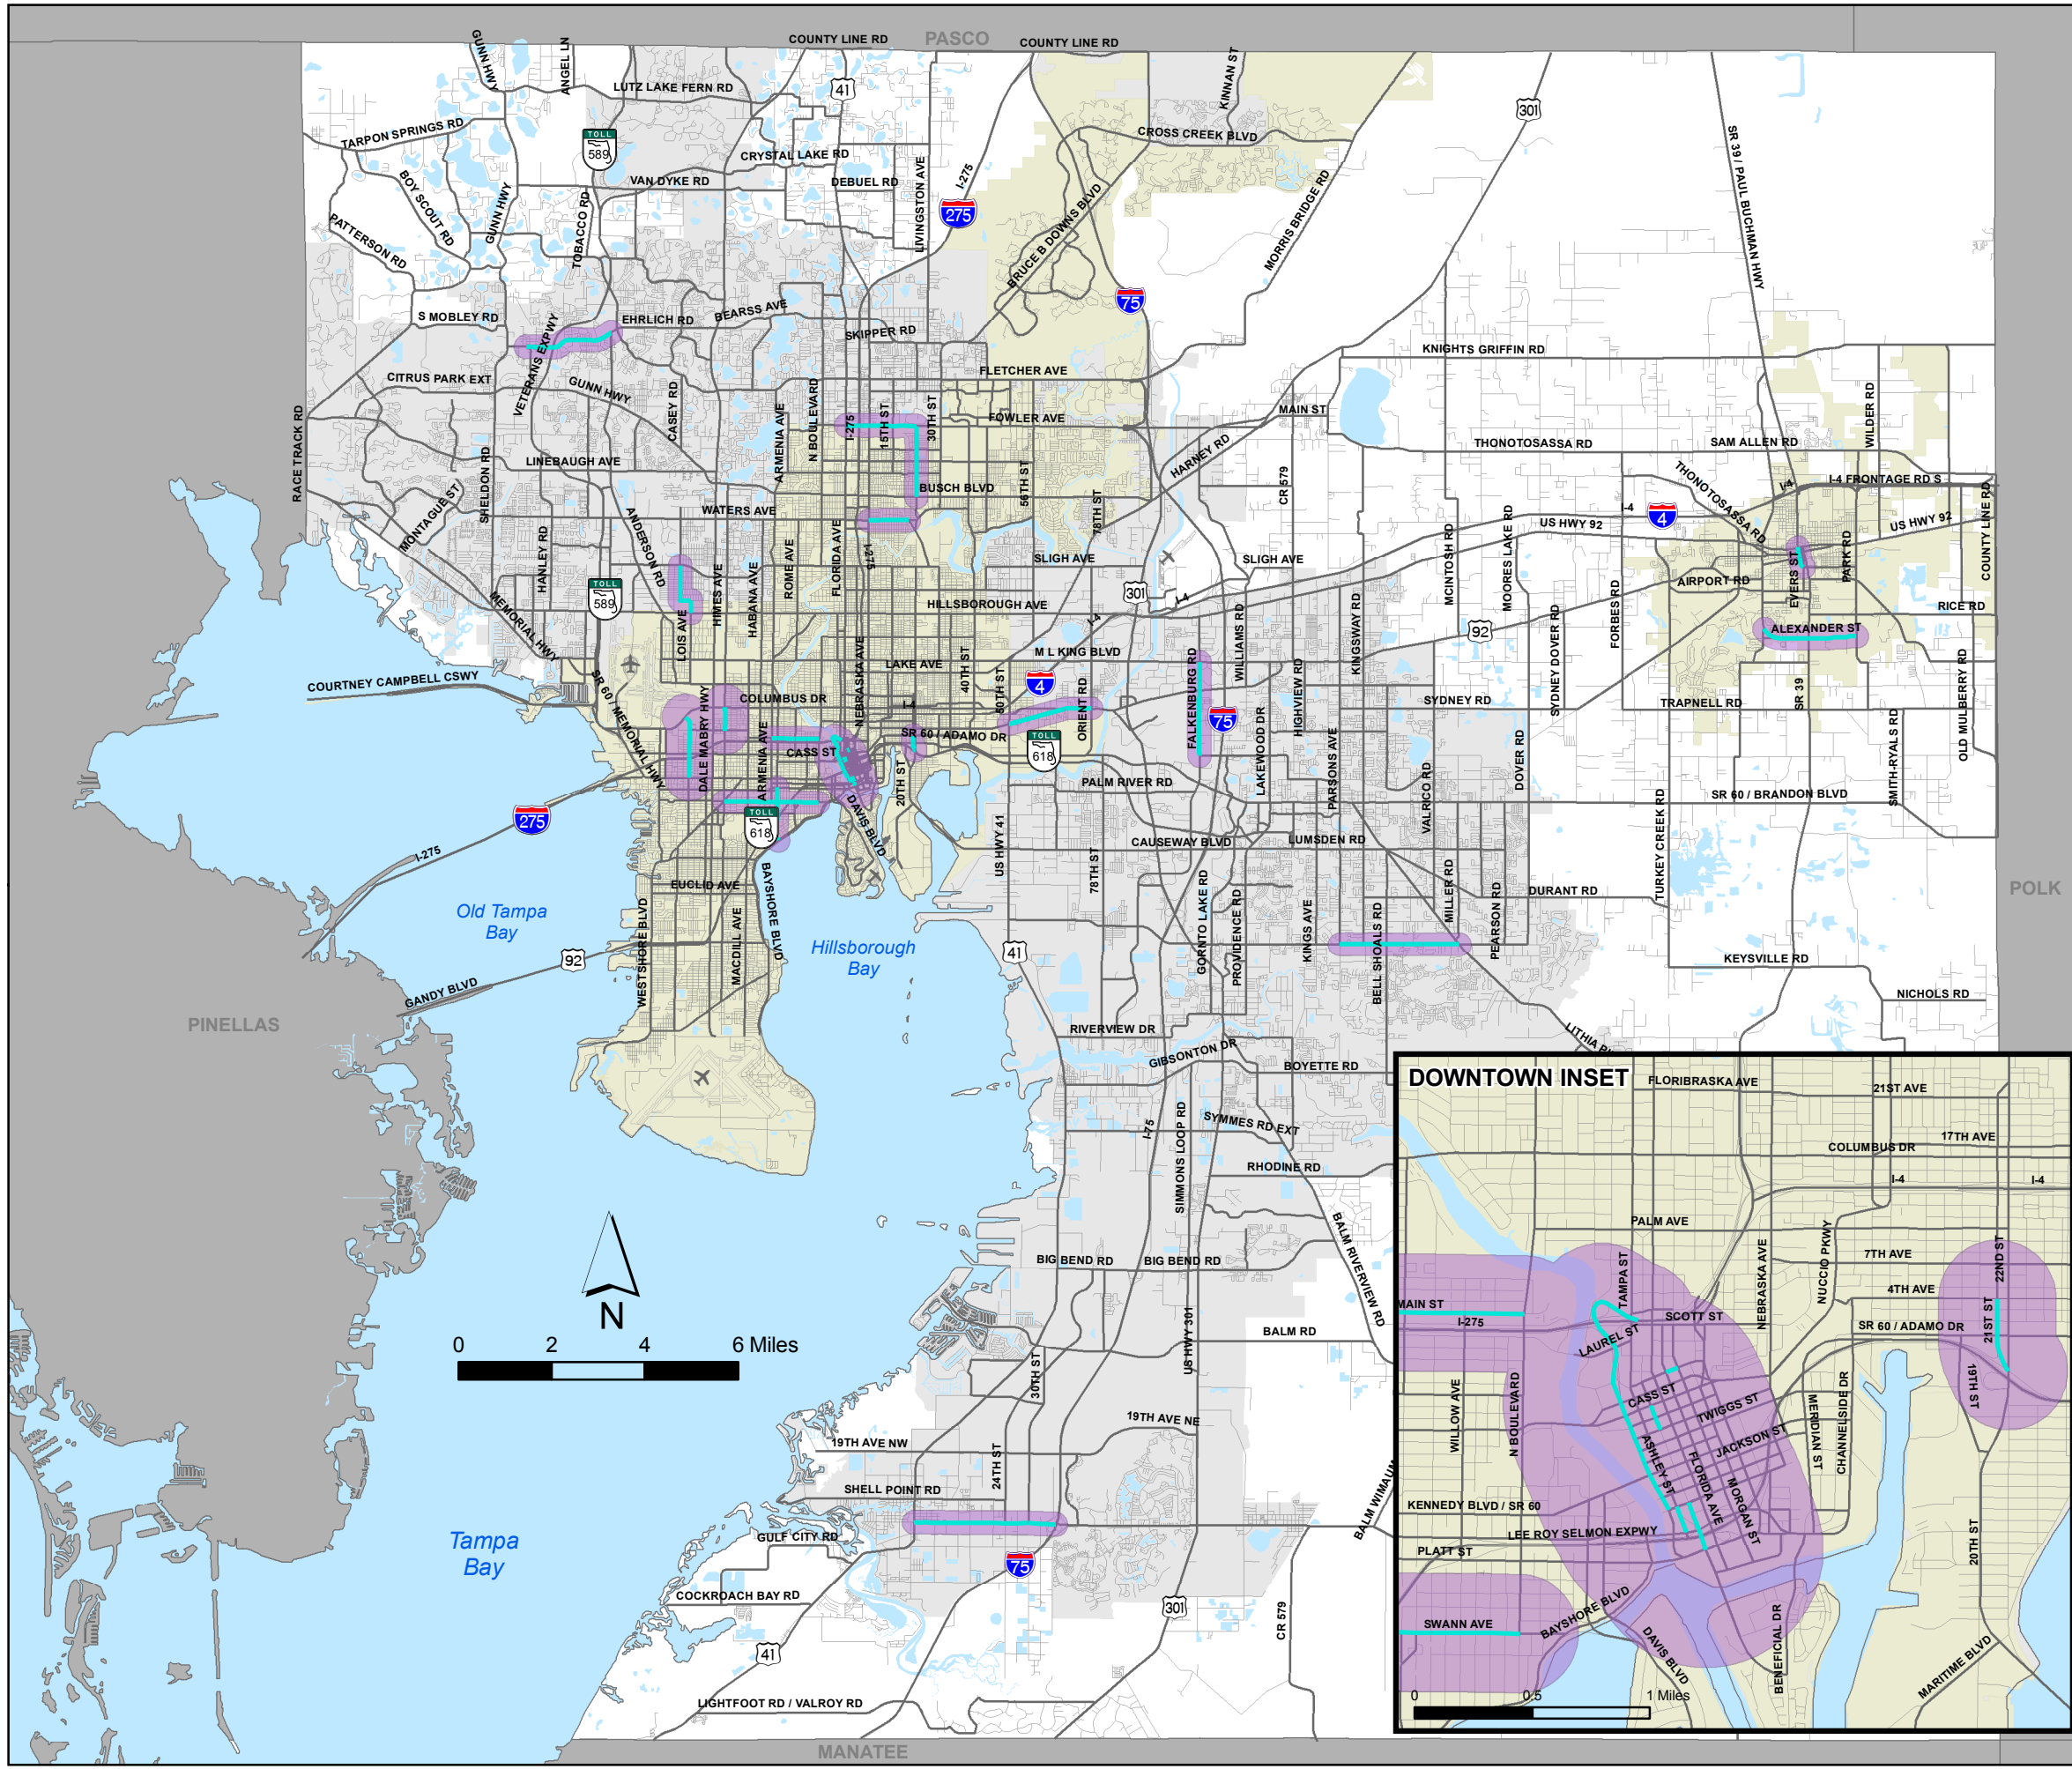 PASCO
COUNTY LINE RD
COUNTY LINE RD
GUNN HWY
ANGEL LN
LUTZ LAKE FERN RD
41
KINNAN ST
301
TARPON SPRINGS RD
TOLL
589
CRYSTAL LAKE RD
CROSS CREEK BLVD
SR 39 / PAUL BUCHMAN HWY
BOY SCOUT RD
VAN DYKE RD
DEBUEL RD
LIVINGSTON AVE
I-275
275
PATTERSON RD
GUNN HWY
TOBACCO RD
BRUCE B DOWNS BLVD
MORRIS BRIDGE RD
75
S MOBLEY RD
VETERANS EXPWY
EHRLICH RD
BEARSS AVE
SKIPPER RD
KNIGHTS GRIFFIN RD
CITRUS PARK EXT
GUNN HWY
FLETCHER AVE
RACE TRACK RD
CASEY RD
ARMENIA AVE
N BOULEVARD
I-275
15TH ST
30TH ST
FOWLER AVE
MAIN ST
WILDER RD
THONOTOSASSA RD
SAM ALLEN RD
SHELDON RD
LINEBAUGH AVE
HARNEY RD
CR 579
MONTAGUE ST
BUSCH BLVD
56TH ST
78TH ST
THONOTOSASSA RD
I-4
I-4 FRONTAGE RD S
WATERS AVE
HANLEY RD
ANDERSON RD
I-4
4
US HWY 92
US HWY 92
COUNTY LINE RD
MCINTOSH RD
MOORES LAKE RD
FLORIDA AVE
I-275
ROME AVE
SLIGH AVE
SLIGH AVE
EVERS ST
PARK RD
AIRPORT RD
TOLL
589
HIMES AVE
HABANA AVE
301
I-4
MEMORIAL HWY
LOIS AVE
HILLSBOROUGH AVE
I-4
WILLIAMS RD
KINGSWAY RD
92
SYDNEY DOVER RD
FORBES RD
RICE RD
ALEXANDER ST
NEBRASKA AVE
LAKE AVE
40TH ST
M L KING BLVD
COURTNEY CAMPBELL CSWY
SR 60 / MEMORIAL HWY
DALE MABRY HWY
COLUMBUS DR
I-4
50TH ST
4
ORIENT RD
FALKENBURG RD
75
HIGHVIEW RD
SYDNEY RD
TRAPNELL RD
SR 39
OLD MULBERRY RD
ARMENIA AVE
CASS ST
SR 60 / ADAMO DR
TOLL
618
LAKEWOOD DR
PARSONS AVE
VALRICO RD
DOVER RD
SMITH-RYALS RD
20TH ST
PALM RIVER RD
SR 60 / BRANDON BLVD
275
TOLL
618
DAVIS BLVD
US HWY 41
CAUSEWAY BLVD
LUMSDEN RD
TURKEY CREEK RD
I-275
EUCLID AVE
BAYSHORE BLVD
78TH ST
GORNTO LAKE RD
PROVIDENCE RD
KINGS AVE
BELL SHOALS RD
MILLER RD
PEARSON RD
DURANT RD
POLK
Old Tampa
Bay
Hillsborough
Bay
WESTSHORE BLVD
MACDILL AVE
92
41
KEYSVILLE RD
GANDY BLVD
NICHOLS RD
PINELLAS
RIVERVIEW DR
GIBSONTON DR
BOYETTE RD
LITHIA PI
I-75
SIMMONS LOOP RD
SYMMES RD EXT
RHODINE RD
BALM RIVERVIEW RD
BIG BEND RD
BIG BEND RD
N
0 2 4 6 Miles
US HWY 301
BALM RD
30TH ST
19TH AVE NE
19TH AVE NW
24TH ST
BALM WIMAUM
SHELL POINT RD
GULF CITY RD
Tampa
Bay
75
COCKROACH BAY RD
301
CR 579
41
LIGHTFOOT RD / VALROY RD
MANATEE
DOWNTOWN INSET
FLORIBRASKA AVE
21ST AVE
17TH AVE
COLUMBUS DR
I-4
I-4
PALM AVE
NEBRASKA AVE
NUCCIO PKWY
7TH AVE
22ND ST
TAMPA ST
4TH AVE
MAIN ST
I-275
SCOTT ST
SR 60 / ADAMO DR
21ST ST
LAUREL ST
WILLOW AVE
N BOULEVARD
CASS ST
TWIGGS ST
MERIDIAN ST
CHANNELSIDE DR
19TH ST
ASHLEY ST
JACKSON ST
FLORIDA AVE
MORGAN ST
KENNEDY BLVD / SR 60
LEE ROY SELMON EXPWY
PLATT ST
20TH ST
SWANN AVE
BAYSHORE BLVD
DAVIS BLVD
BENEFICIAL DR
MARITIME BLVD
0 0.5 1 Miles